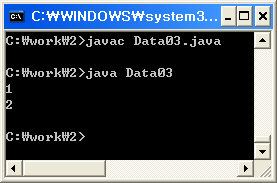 C:₩WINDOWS₩system3...
C:₩work₩2>javac Data03.java
C:₩work₩2>java Data03
1
2
C:₩work₩2>